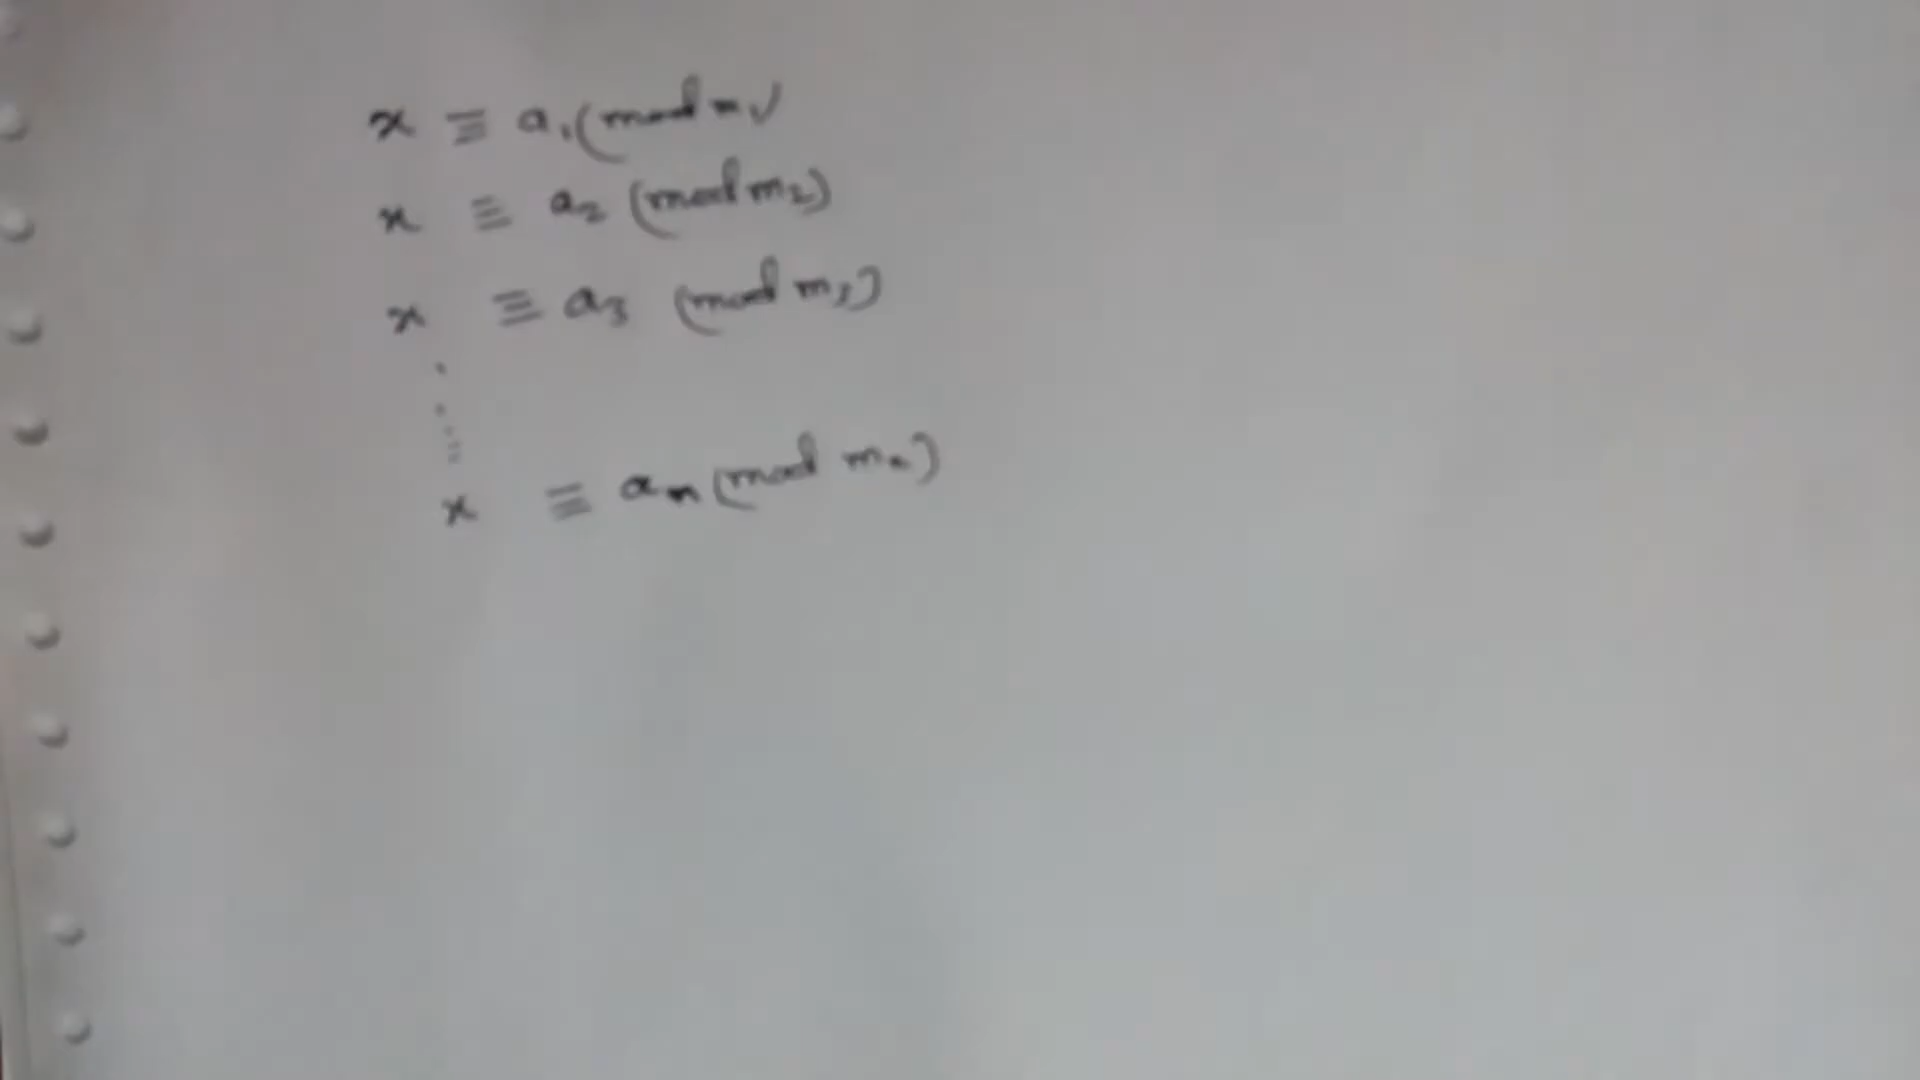 x ≡ a₁ (mod m₁)
x ≡ a₂ (mod m₂)
x ≡ a₃ (mod m₃)
.
.
⋮
x ≡ aₙ (mod mₙ)